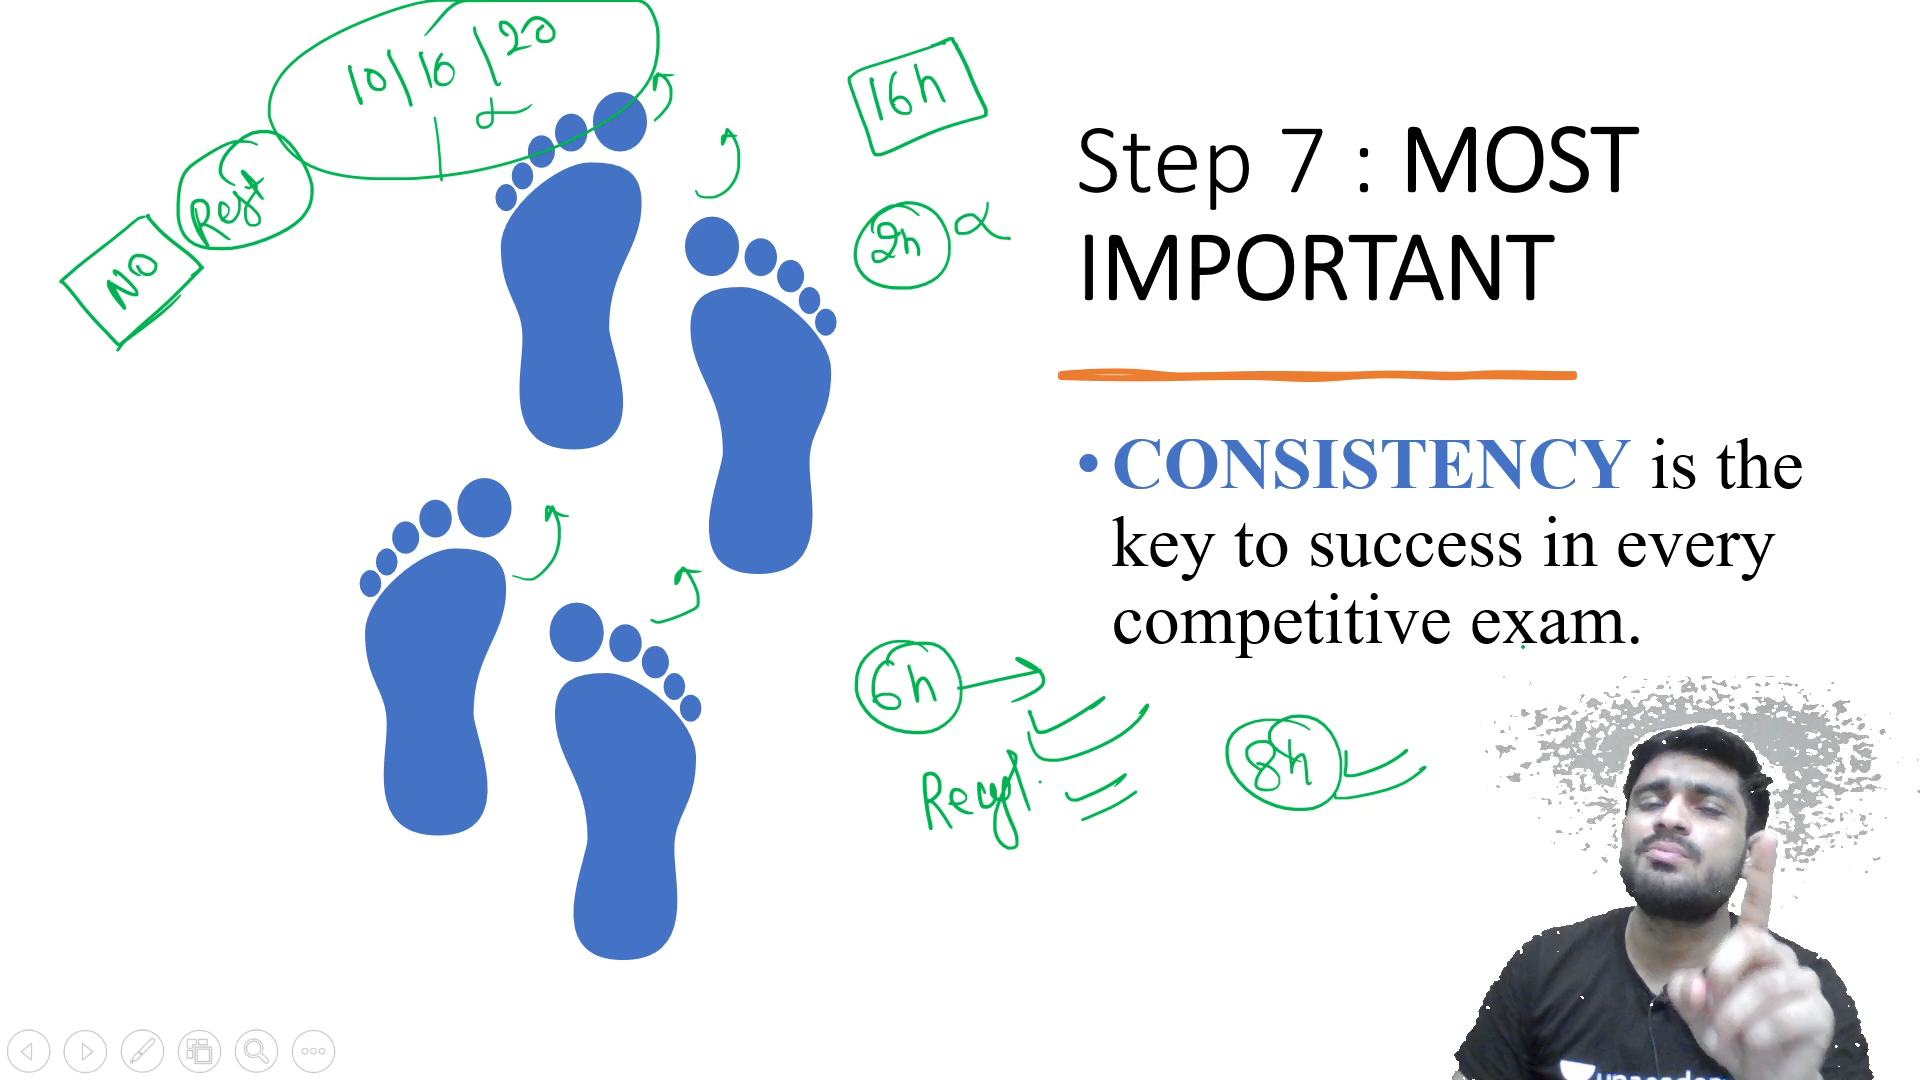 10/16/20
16h
Step 7 : MOST
IMPORTANT
Rest
NO
2h
CONSISTENCY is the
key to success in every
competitive exam.
6h
8h